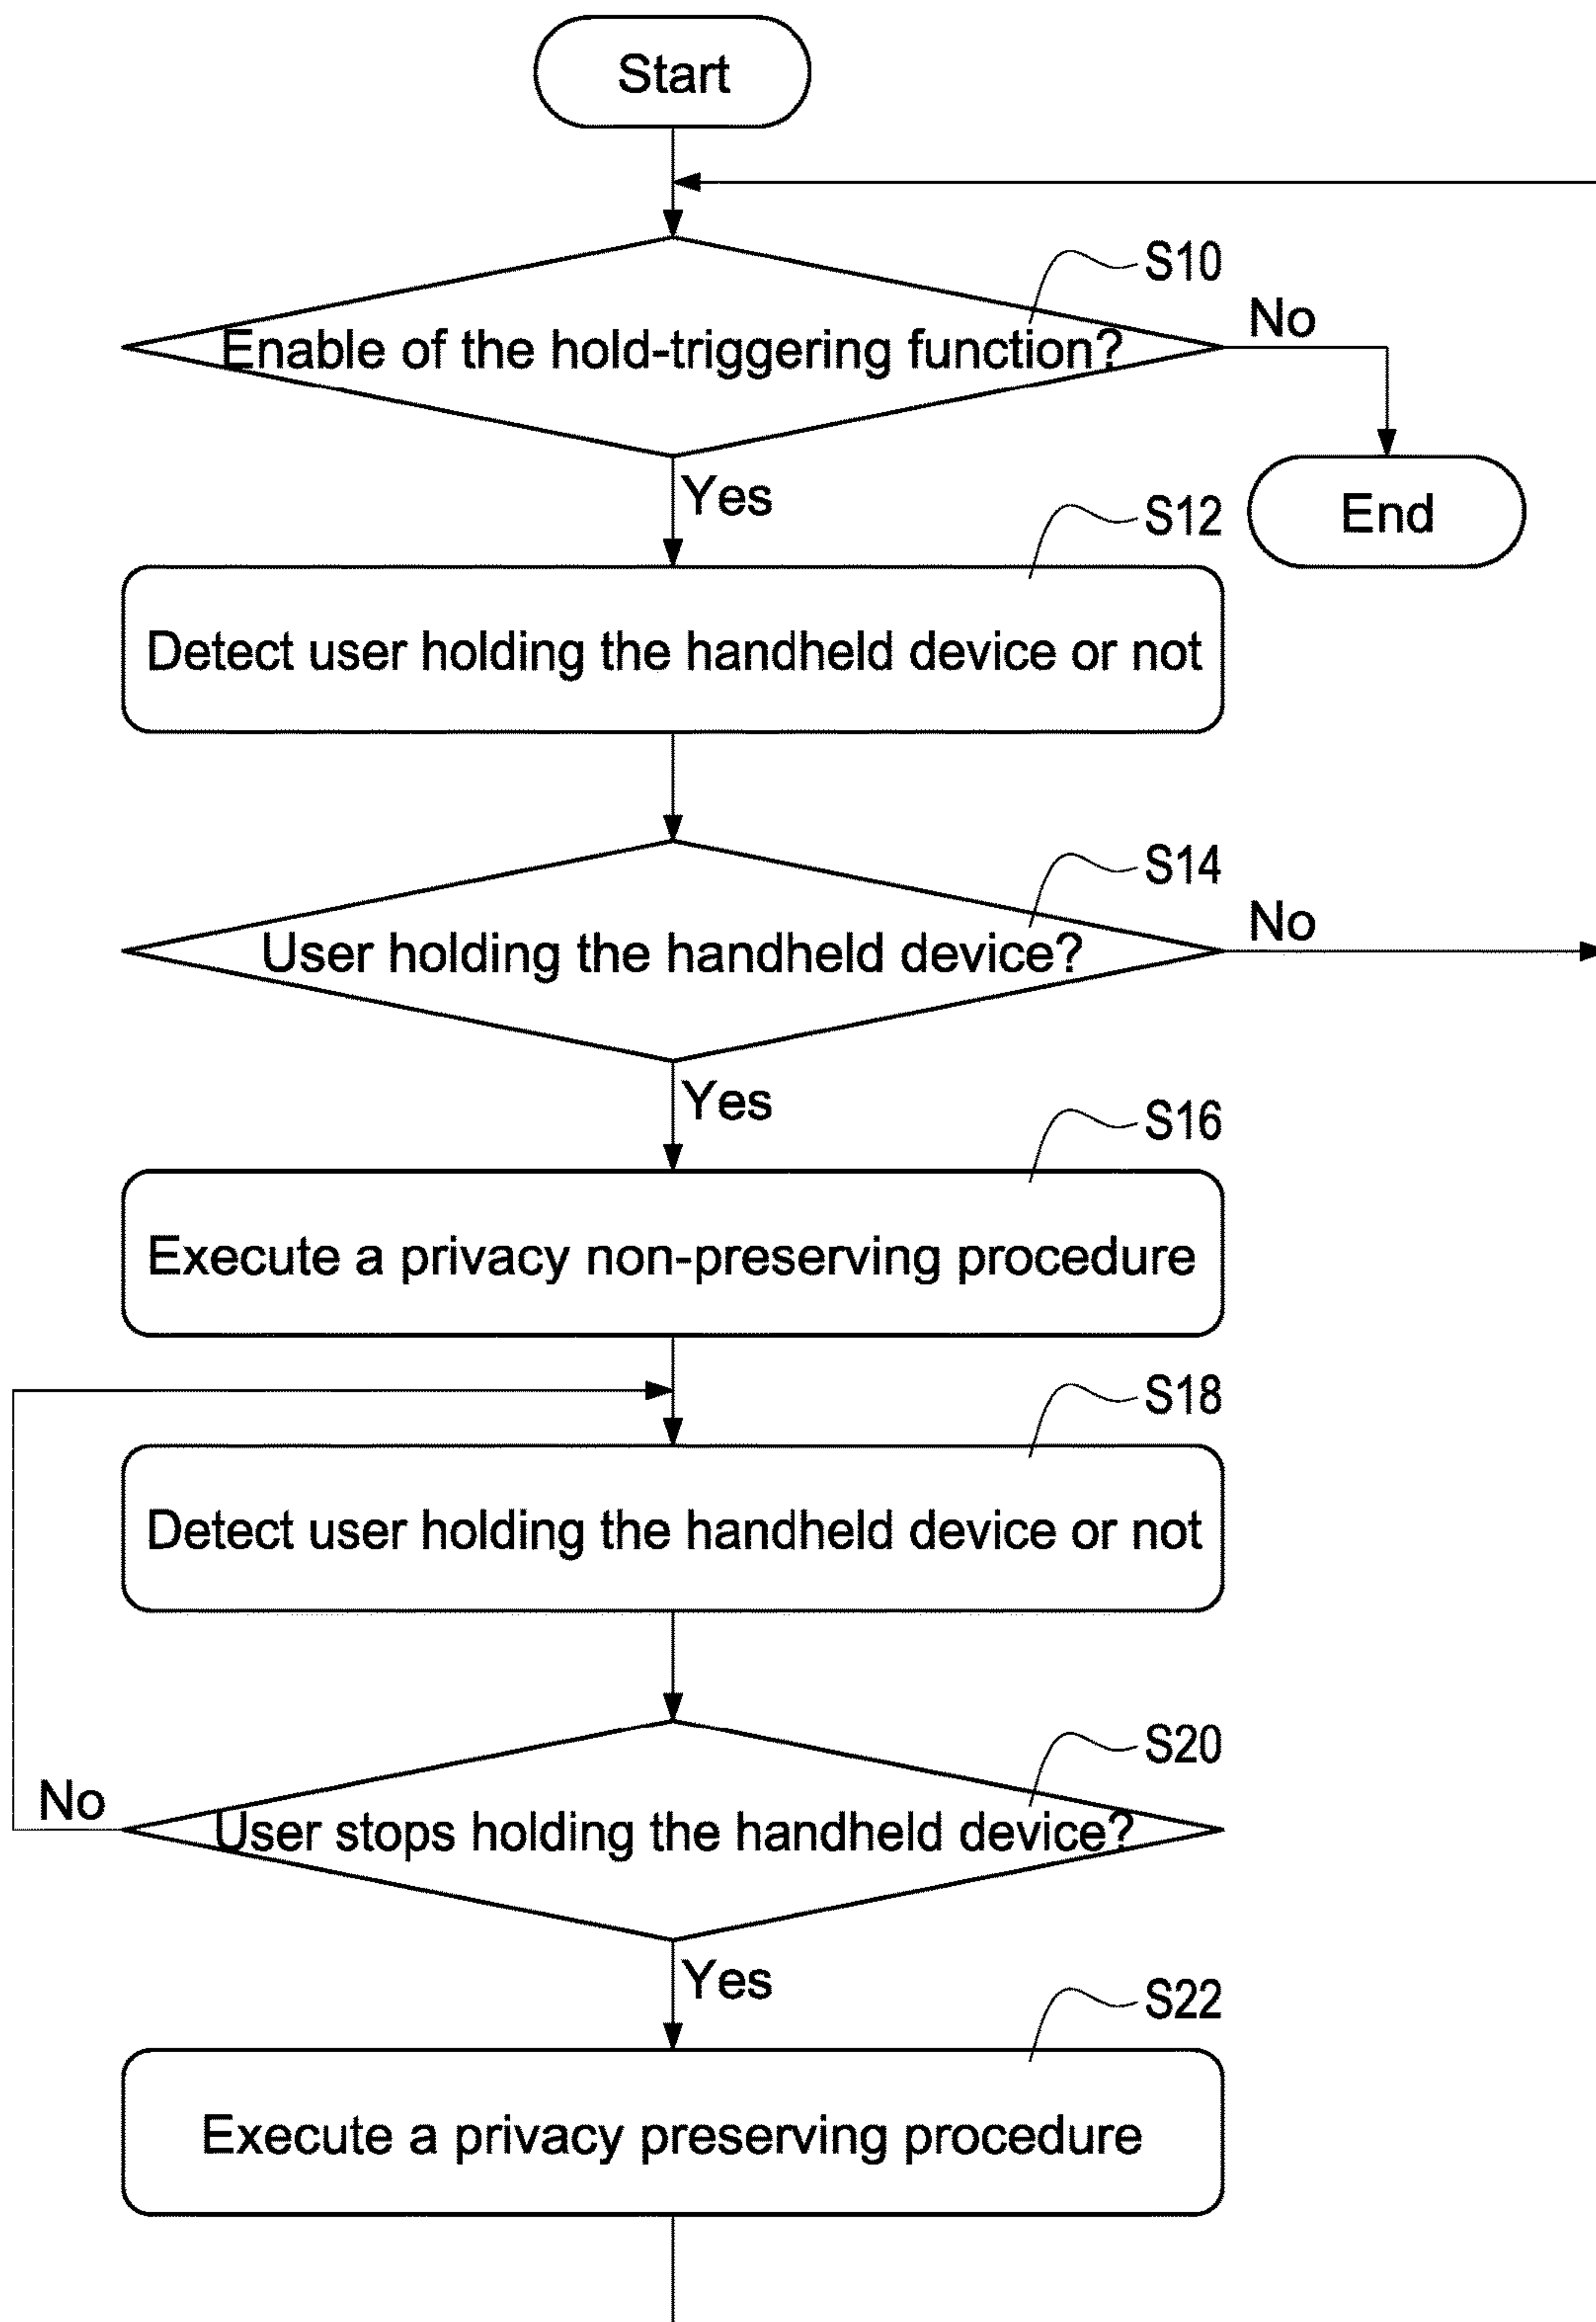 Start
S10
Enable of the hold-triggering function?
No
Yes
End
S12
Detect user holding the handheld device or not
S14
User holding the handheld device?
No
Yes
S16
Execute a privacy non-preserving procedure
S18
Detect user holding the handheld device or not
S20
User stops holding the handheld device?
No
Yes
S22
Execute a privacy preserving procedure